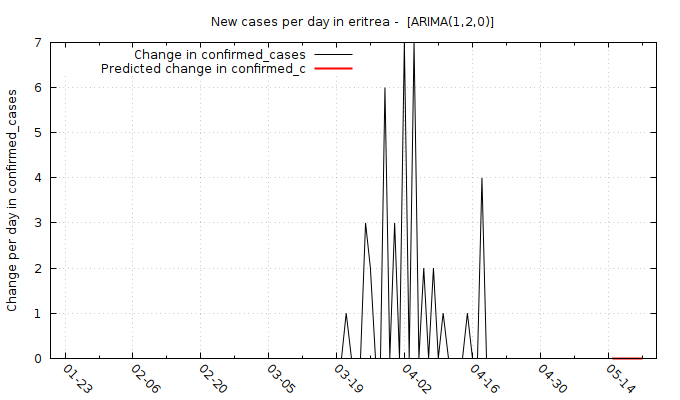 New cases per day in eritrea -  [ARIMA(1,2,0)]
Change in confirmed_cases
Predicted change in confirmed_c
Change per day in confirmed_cases
7
6
5
4
3
2
1
0
01-23 02-06 02-20 03-05 03-19 04-02 04-16 04-30 05-14